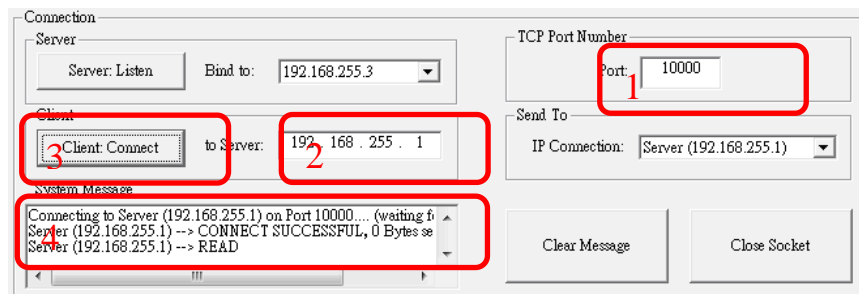 Connection
Server
Server: Listen
Bind to:
192.168.255.3
TCP Port Number
Port:
10000
1
Client
Client: Connect
3
to Server:
192 . 168 . 255 . 1
2
Send To
IP Connection:
Server (192.168.255.1)
System Message
Connecting to Server (192.168.255.1) on Port 10000.... (waiting f
Server (192.168.255.1) --> CONNECT SUCCESSFUL, 0 Bytes se
Server (192.168.255.1) --> READ
4
Clear Message
Close Socket